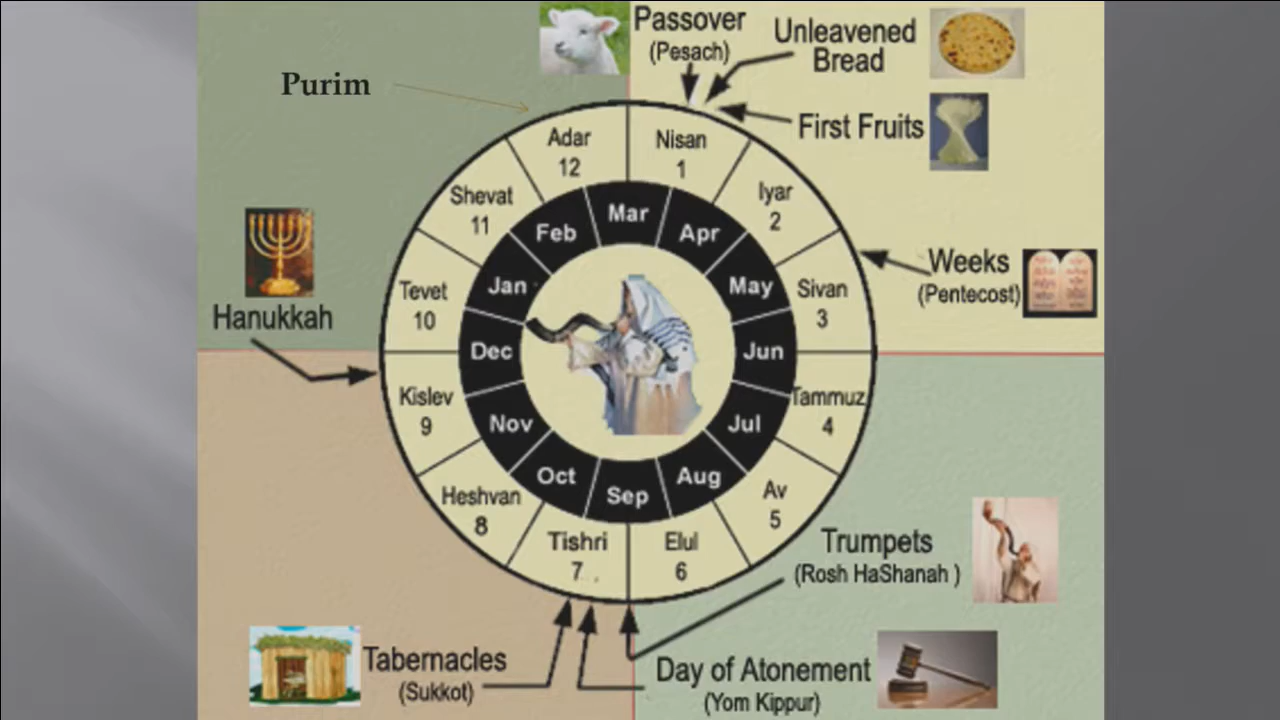 Passover
(Pesach)
Unleavened
Bread
First Fruits
Purim
Weeks
(Pentecost)
Hanukkah
Trumpets
(Rosh HaShanah )
Day of Atonement
(Yom Kippur)
Tabernacles
(Sukkot)
Nisan
1
Iyar
2
Sivan
3
Tammuz
4
Av
5
Elul
6
Tishri
7
Heshvan
8
Kislev
9
Tevet
10
Shevat
11
Adar
12
Mar
Apr
May
Jun
Jul
Aug
Sep
Oct
Nov
Dec
Jan
Feb